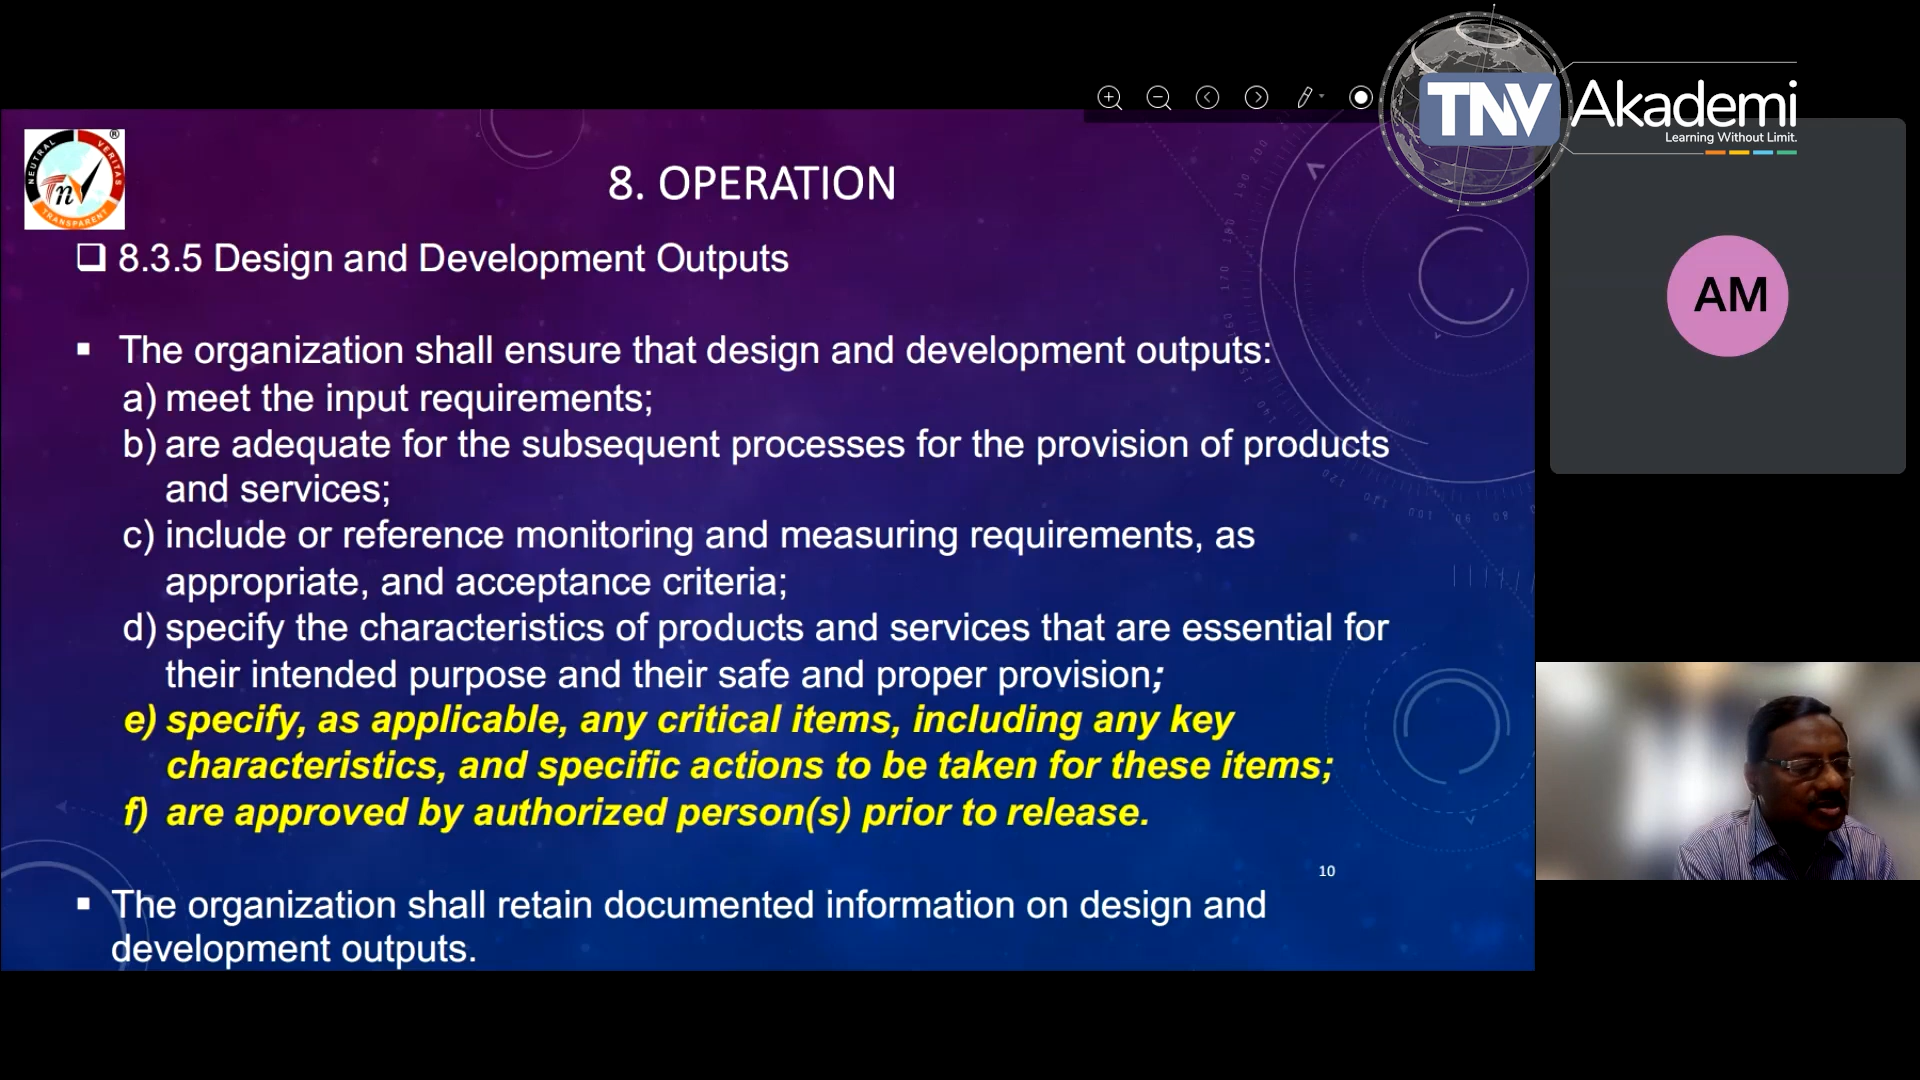 TNV Akademi
Learning Without Limit.
NEUTRAL VERITAS
TnV
TRANSPARENT
®
8. OPERATION
❑ 8.3.5 Design and Development Outputs
▪ The organization shall ensure that design and development outputs:
a) meet the input requirements;
b) are adequate for the subsequent processes for the provision of products
and services;
c) include or reference monitoring and measuring requirements, as
appropriate, and acceptance criteria;
d) specify the characteristics of products and services that are essential for
their intended purpose and their safe and proper provision;
e) specify, as applicable, any critical items, including any key
characteristics, and specific actions to be taken for these items;
f) are approved by authorized person(s) prior to release.
10
▪ The organization shall retain documented information on design and
development outputs.
AM